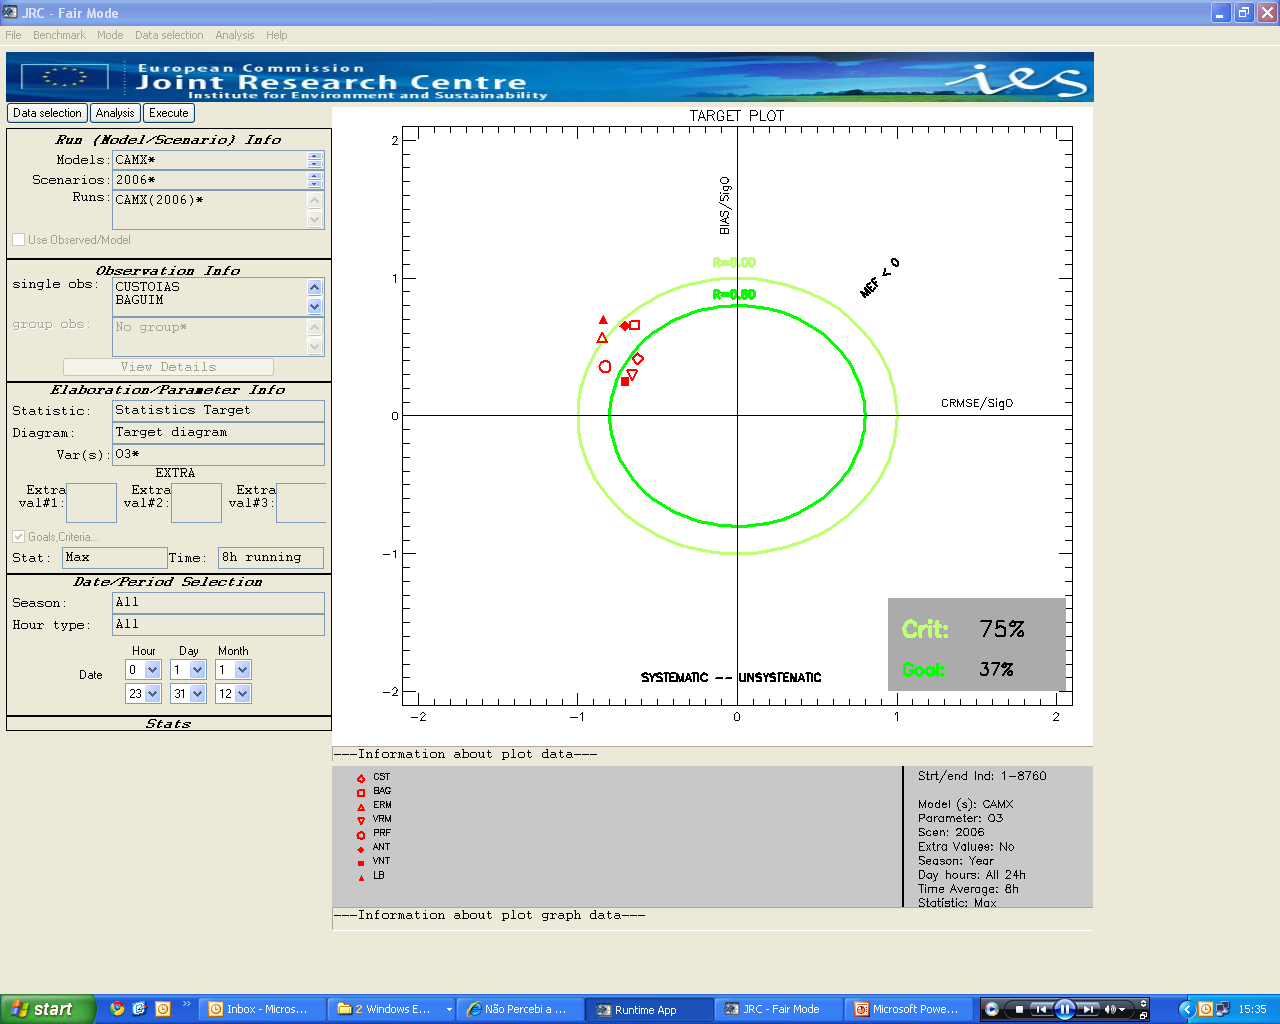 JRC - Fair Mode
File Benchmark Mode Data selection Analysis Help
European Commission
Joint Research Centre
Institute for Environment and Sustainability
ies
Data selection Analysis Execute
Run (Model/Scenario) Info
Models: CAMX*
Scenarios: 2006*
Runs: CAMX(2006)*
Use Observed/Model
Observation Info
single obs: CUSTOIAS
BAGUIM
group obs: No group*
View Details
Elaboration/Parameter Info
Statistic: Statistics Target
Diagram: Target diagram
Var(s): O3*
EXTRA
Extra val#1: Extra val#2: Extra val#3:
Goals,Criteria...
Stat: Max Time: 8h running
Date/Period Selection
Season: All
Hour type: All
Hour Day Month
Date 0 1 1
23 31 12
Stats
TARGET PLOT
BIAS/SigO
R=0.00
R=0.50
MEF < 0
CRMSE/SigO
2
1
0
-1
-2
Crit: 75%
Goal: 37%
SYSTEMATIC -- UNSYSTEMATIC
-2 -1 0 1 2
---Information about plot data---
CST
BAG
ERM
VRM
PRF
ANT
VNT
LB
Strt/end Ind: 1-8760
Model (s): CAMX
Parameter: O3
Scen: 2006
Extra Values: No
Season: Year
Day hours: All 24h
Time Average: 8h
Statistic: Max
---Information about plot graph data---
start
Inbox - Micros... 2 Windows E... Não Percebi a ... Runtime App JRC - Fair Mode Microsoft Powe... 15:35